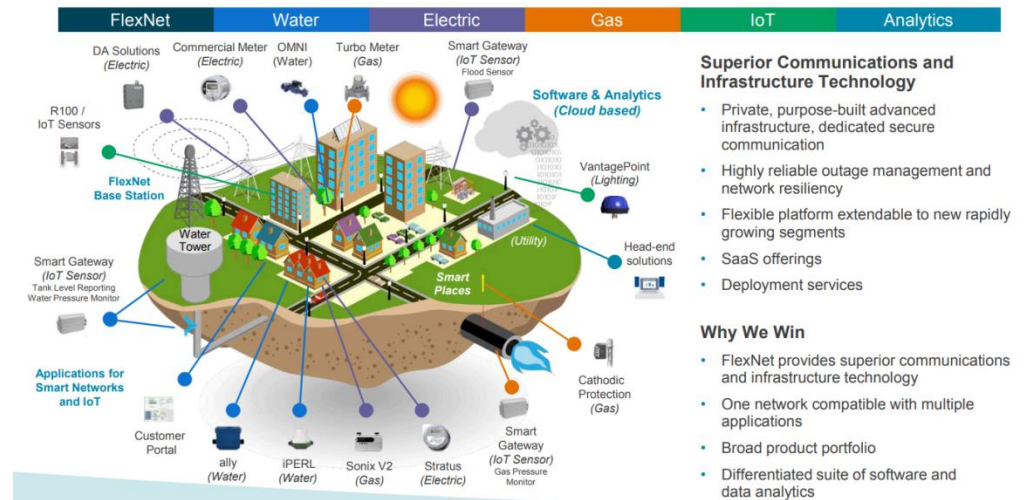 FlexNet
Water
Electric
Gas
IoT
Analytics
DA Solutions
(Electric)
Commercial Meter
(Electric)
OMNI
(Water)
Turbo Meter
(Gas)
Smart Gateway
(IoT Sensor)
Flood Sensor
Software & Analytics
(Cloud based)
R100 /
IoT Sensors
FlexNet
Base Station
VantagePoint
(Lighting)
Water
Tower
(Utility)
Head-end
solutions
Smart Gateway
(IoT Sensor)
Tank Level Reporting
Water Pressure Monitor
Smart
Places
Applications for
Smart Networks
and IoT
Cathodic
Protection
(Gas)
Customer
Portal
ally
(Water)
iPERL
(Water)
Sonix V2
(Gas)
Stratus
(Electric)
Smart
Gateway
(IoT Sensor)
Gas Pressure
Monitor
Superior Communications and
Infrastructure Technology
• Private, purpose-built advanced
infrastructure, dedicated secure
communication
• Highly reliable outage management and
network resiliency
• Flexible platform extendable to new rapidly
growing segments
• SaaS offerings
• Deployment services
Why We Win
• FlexNet provides superior communications
and infrastructure technology
• One network compatible with multiple
applications
• Broad product portfolio
• Differentiated suite of software and
data analytics